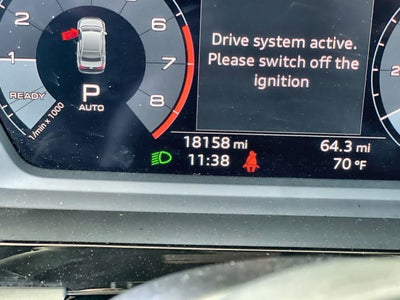 Drive system active.
Please switch off the
ignition
6
7
8
1
READY
1/min x 1000
P
AUTO
18158 mi
64.3 mi
11:38
70 °F
2